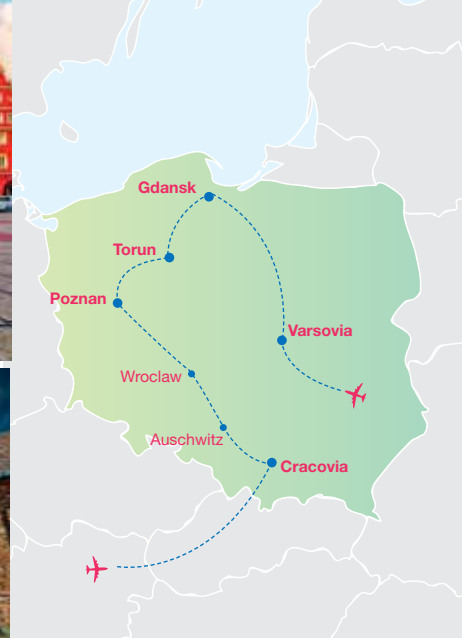 Gdansk
Torun
Poznan
Varsovia
Wroclaw
Auschwitz
Cracovia